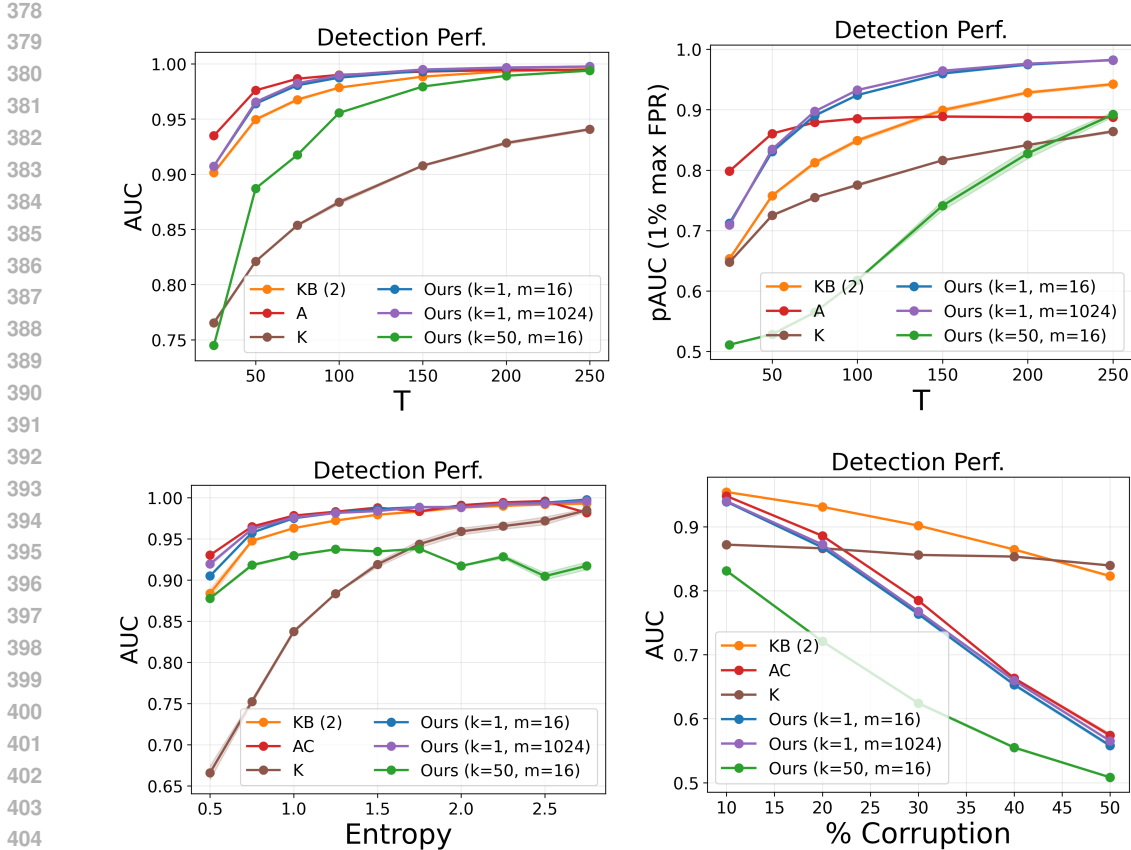 378
379
380
381
382
383
384
385
386
387
388
389
390
391
392
393
394
395
396
397
398
399
400
401
402
403
404
Detection Perf.
AUC
1.00
0.95
0.90
0.85
0.80
0.75
KB (2)
A
K
Ours (k=1, m=16)
Ours (k=1, m=1024)
Ours (k=50, m=16)
50 100 150 200 250
T
Detection Perf.
pAUC (1% max FPR)
1.0
0.9
0.8
0.7
0.6
0.5
KB (2)
A
K
Ours (k=1, m=16)
Ours (k=1, m=1024)
Ours (k=50, m=16)
50 100 150 200 250
T
Detection Perf.
AUC
1.00
0.95
0.90
0.85
0.80
0.75
0.70
0.65
KB (2)
AC
K
Ours (k=1, m=16)
Ours (k=1, m=1024)
Ours (k=50, m=16)
0.5 1.0 1.5 2.0 2.5
Entropy
Detection Perf.
AUC
0.9
0.8
0.7
0.6
0.5
KB (2)
AC
K
Ours (k=1, m=16)
Ours (k=1, m=1024)
Ours (k=50, m=16)
10 15 20 25 30 35 40 45 50
% Corruption